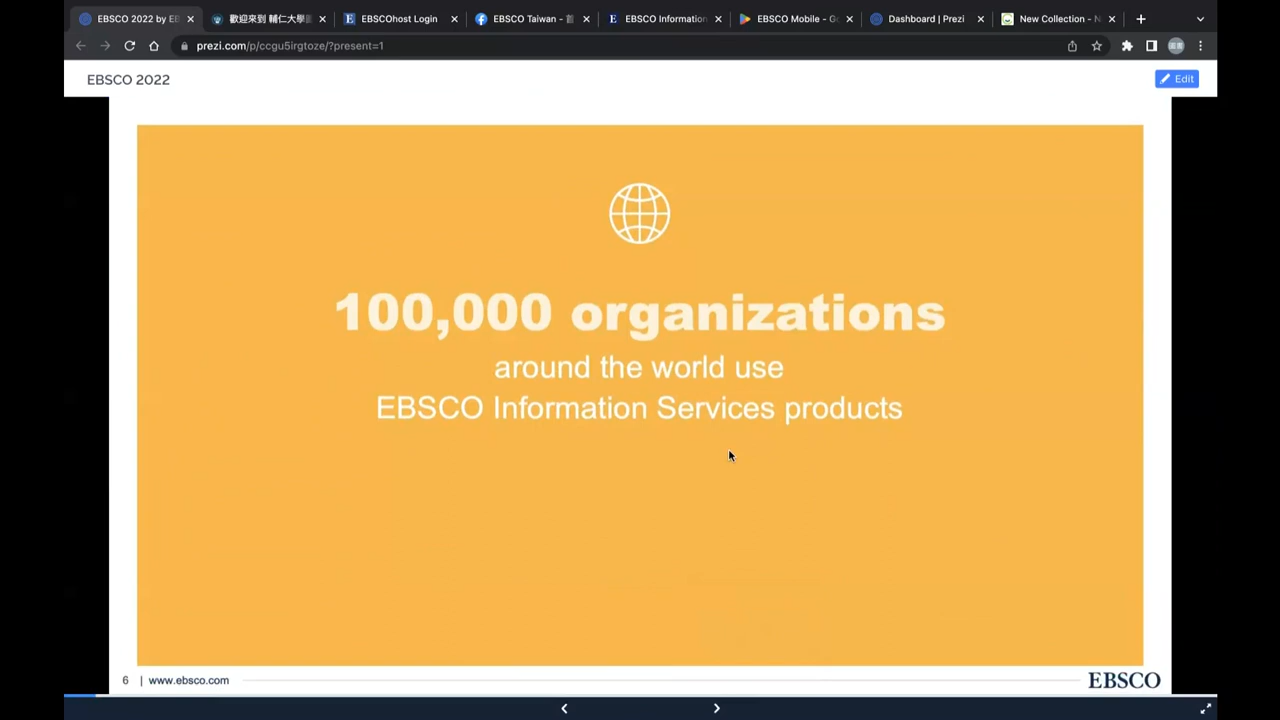 EBSCO 2022 by EB
歡迎來到 輔仁大學
EBSCOhost Login
EBSCO Taiwan -
EBSCO Information
EBSCO Mobile - Go
Dashboard | Prezi
New Collection - N
prezi.com/p/ccgu5irgtoze/?present=1
EBSCO 2022
Edit
100,000 organizations
around the world use
EBSCO Information Services products
6 | www.ebsco.com
EBSCO